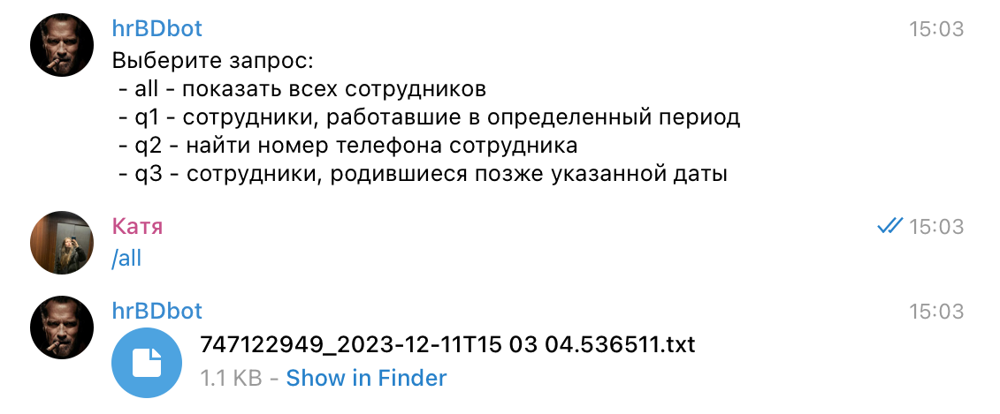 hrBDbot 15:03
Выберите запрос:
- all - показать всех сотрудников
- q1 - сотрудники, работавшие в определенный период
- q2 - найти номер телефона сотрудника
- q3 - сотрудники, родившиеся позже указанной даты
Катя 15:03
/all
hrBDbot 15:03
747122949_2023-12-11T15 03 04.536511.txt
1.1 KB - Show in Finder